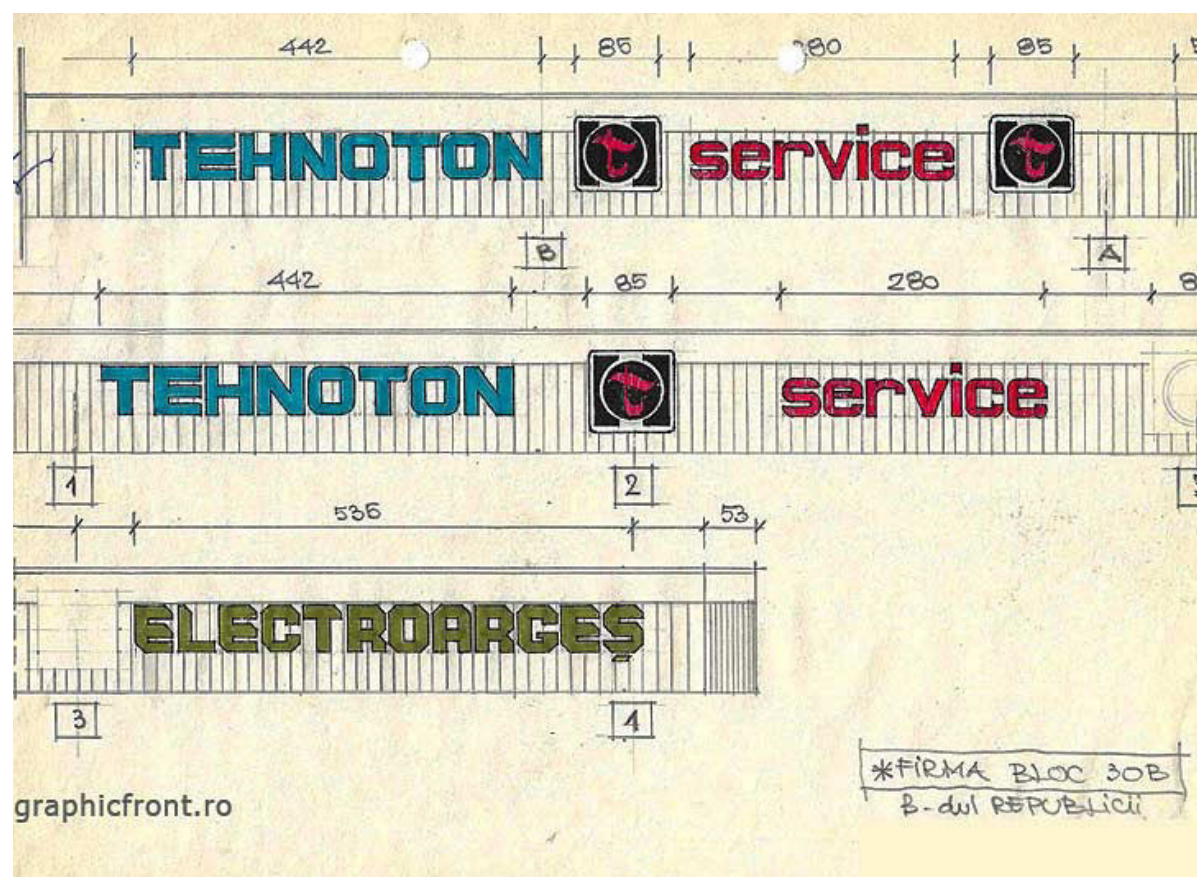 442 85 280 85
TEHNOTON t service t
B A
442 85 280
TEHNOTON t service
1 2
536 53
ELECTROARGEȘ
3 4
*FIRMA BLOC 30B
B-dul REPUBLICII
graphicfront.ro